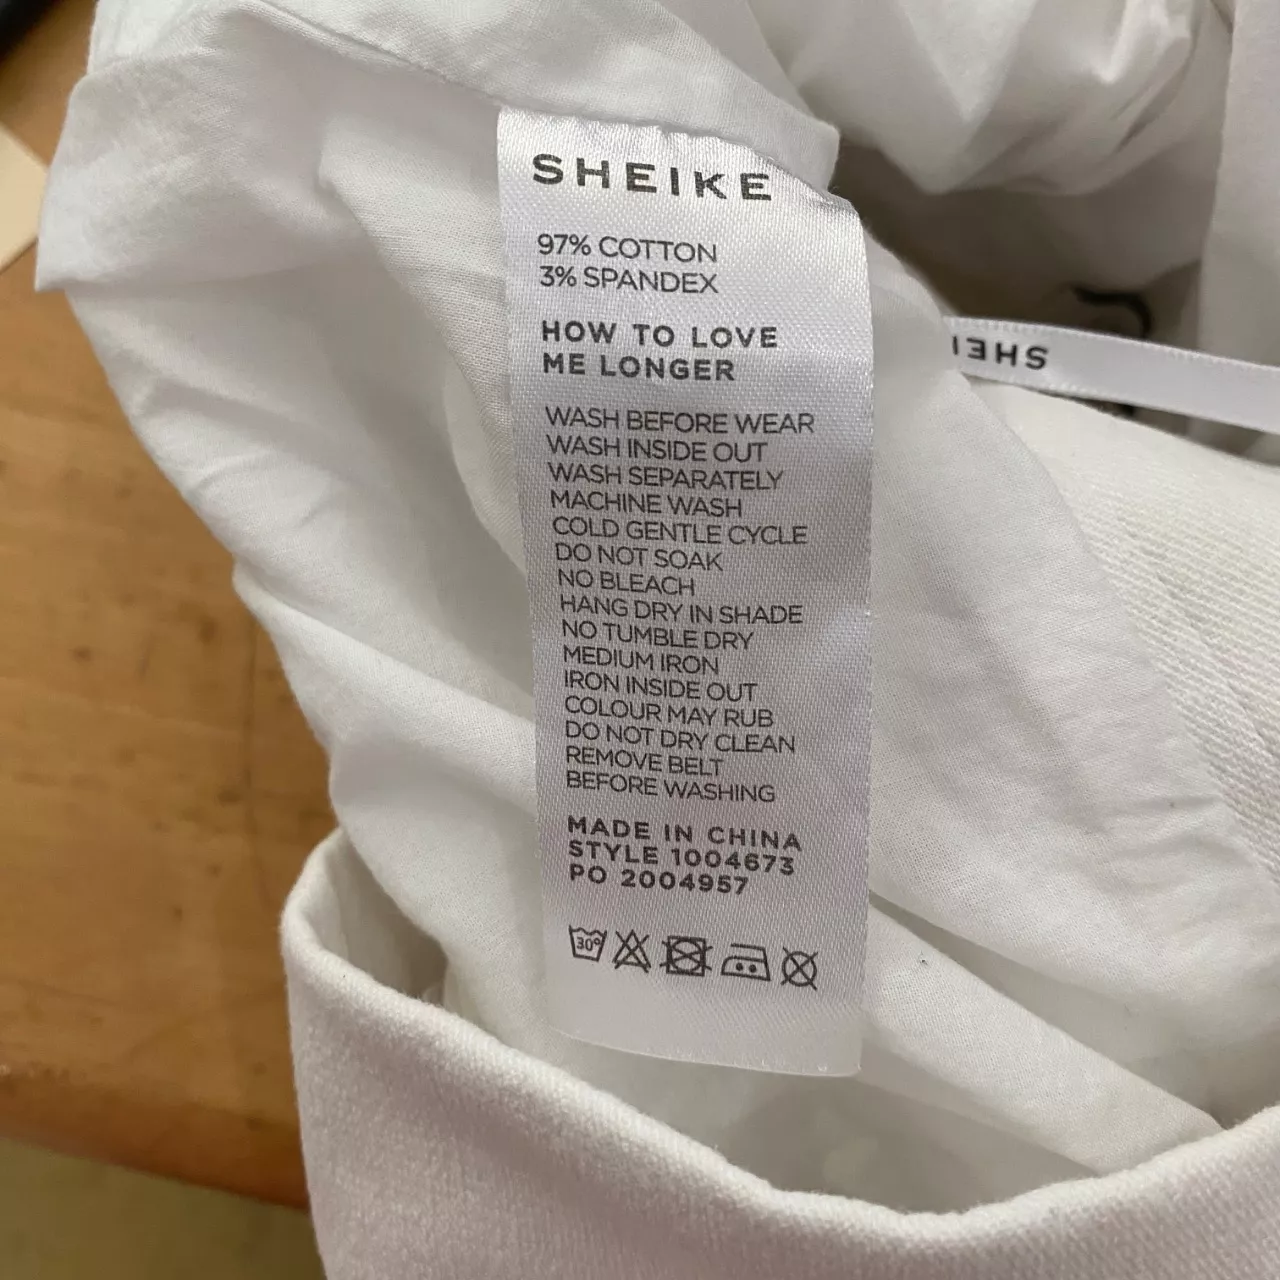 SHEIKE
97% COTTON
3% SPANDEX
HOW TO LOVE
ME LONGER
WASH BEFORE WEAR
WASH INSIDE OUT
WASH SEPARATELY
MACHINE WASH
COLD GENTLE CYCLE
DO NOT SOAK
NO BLEACH
HANG DRY IN SHADE
NO TUMBLE DRY
MEDIUM IRON
IRON INSIDE OUT
COLOUR MAY RUB
DO NOT DRY CLEAN
REMOVE BELT
BEFORE WASHING
MADE IN CHINA
STYLE 1004673
PO 2004957
30°
SHEI